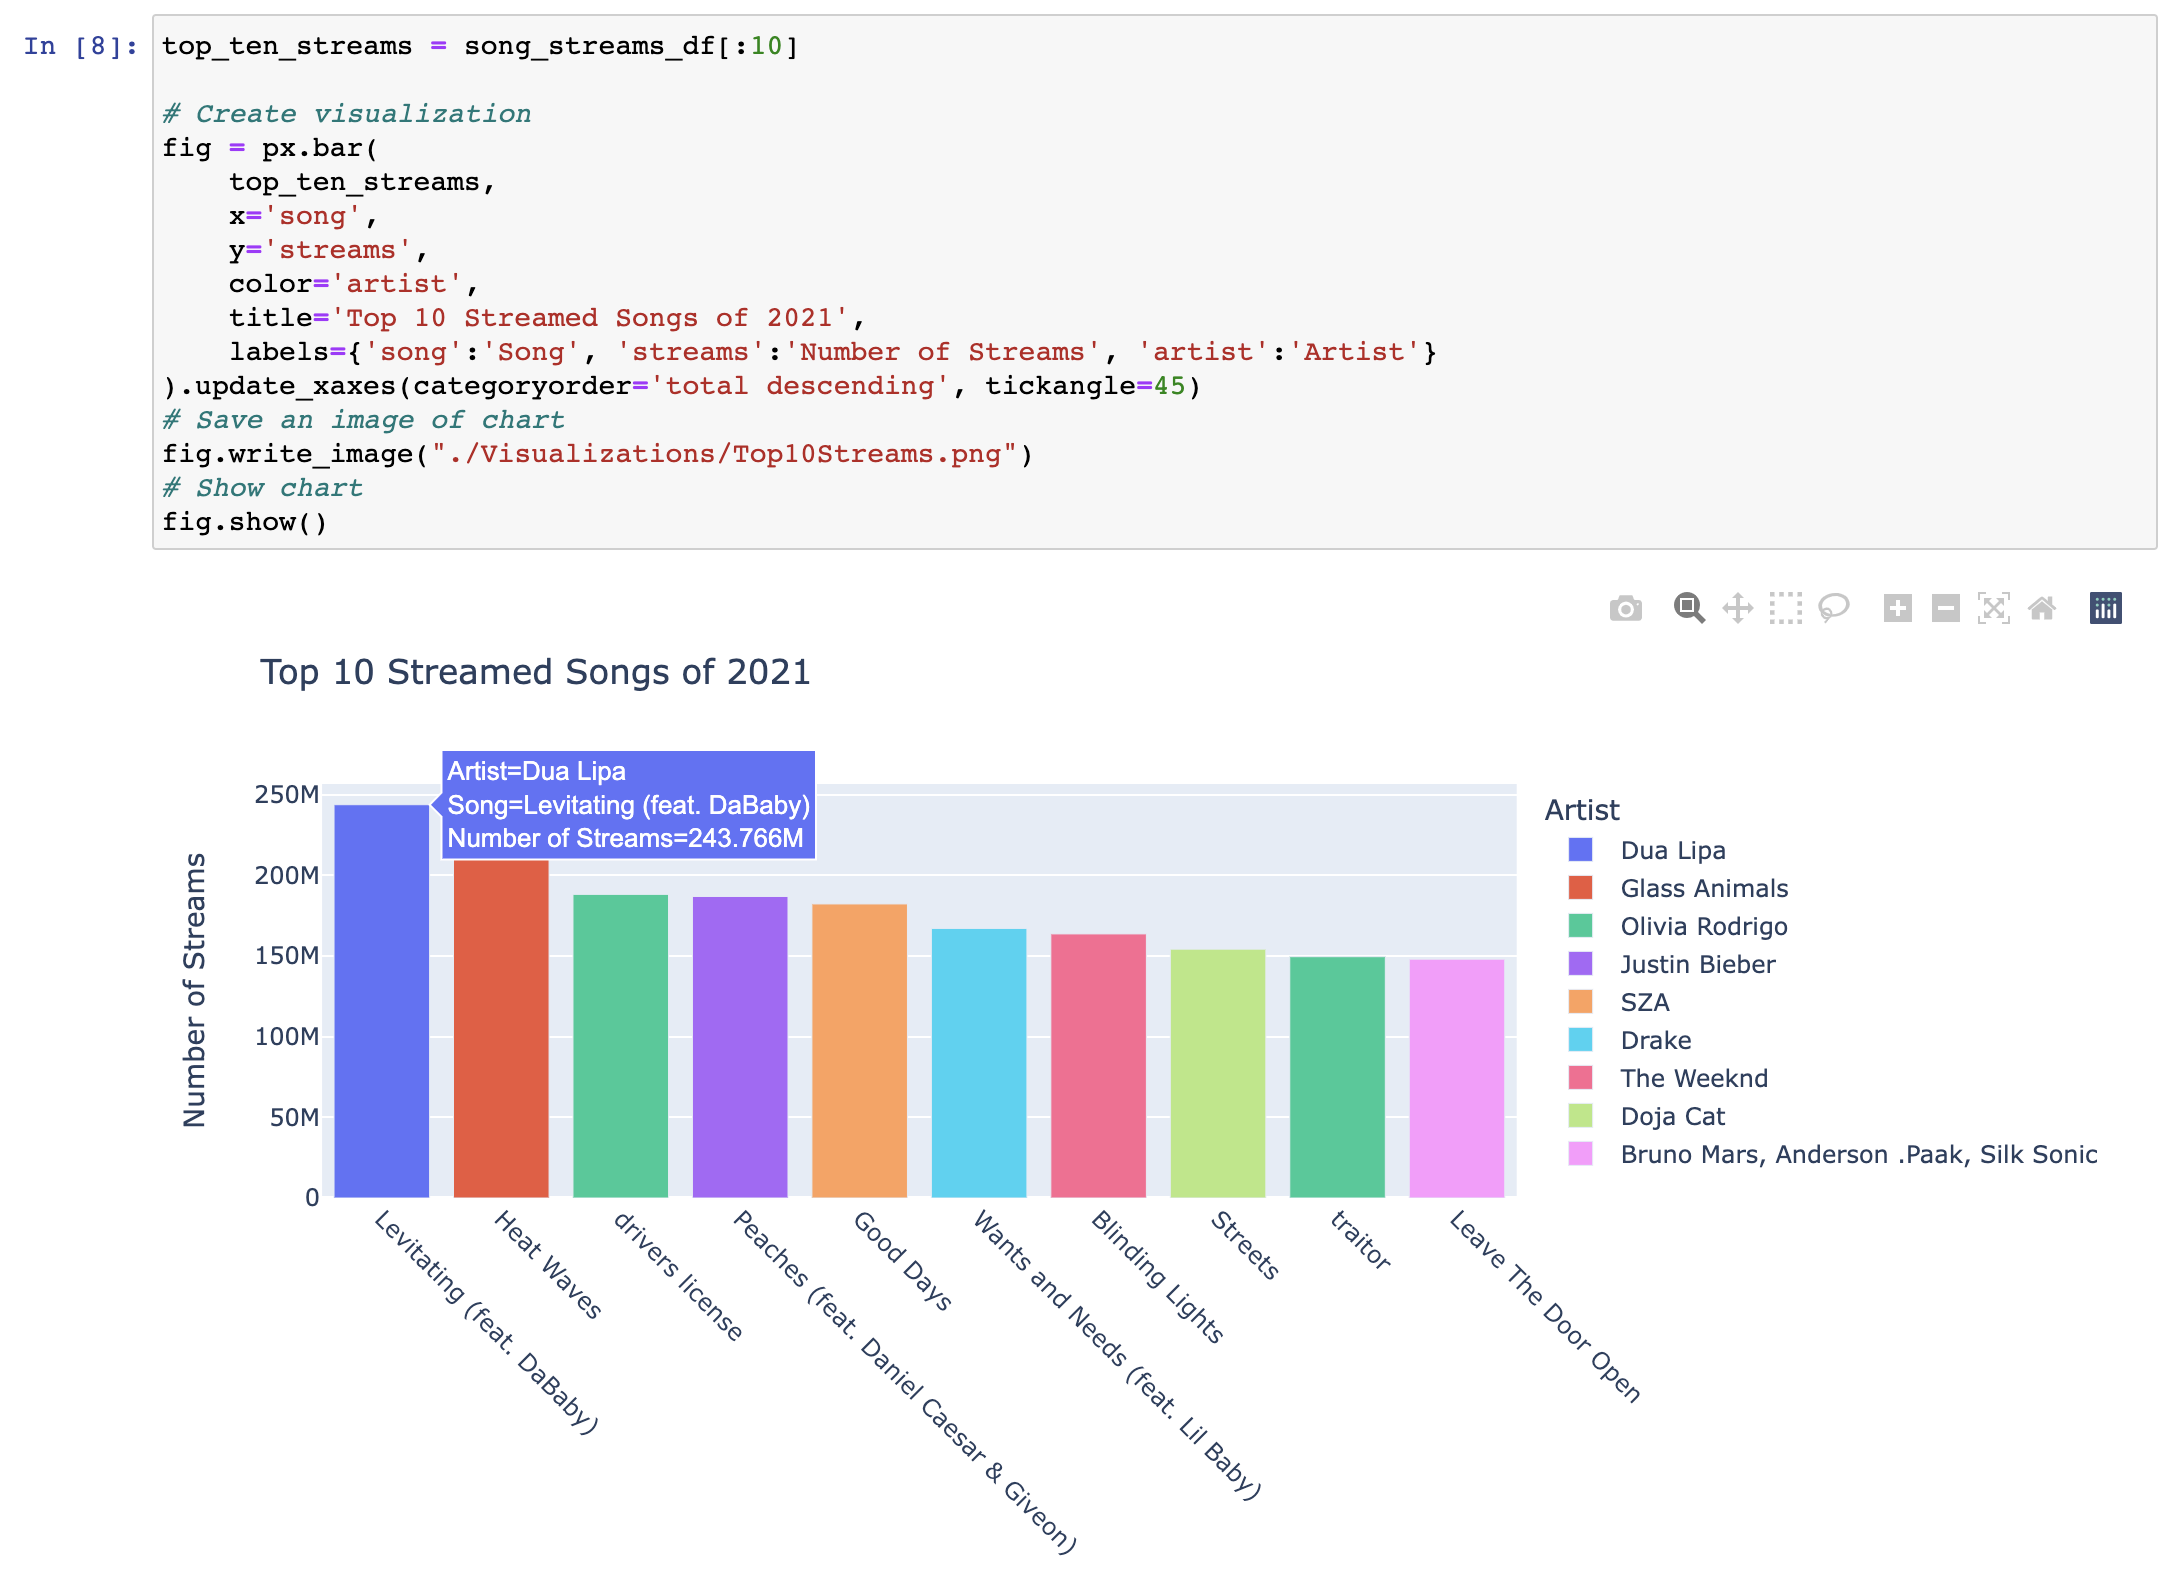 In [8]:
top_ten_streams = song_streams_df[:10]
# Create visualization
fig = px.bar(
    top_ten_streams,
    x='song',
    y='streams',
    color='artist',
    title='Top 10 Streamed Songs of 2021',
    labels={'song':'Song', 'streams':'Number of Streams', 'artist':'Artist'}
).update_xaxes(categoryorder='total descending', tickangle=45)
# Save an image of chart
fig.write_image("./Visualizations/Top10Streams.png")
# Show chart
fig.show()
Top 10 Streamed Songs of 2021
Artist=Dua Lipa
Song=Levitating (feat. DaBaby)
Number of Streams=243.766M
Number of Streams
250M
200M
150M
100M
50M
0
Levitating (feat. DaBaby)
Heat Waves
drivers license
Peaches (feat. Daniel Caesar & Giveon)
Good Days
Wants and Needs (feat. Lil Baby)
Blinding Lights
Streets
traitor
Leave The Door Open
Artist
Dua Lipa
Glass Animals
Olivia Rodrigo
Justin Bieber
SZA
Drake
The Weeknd
Doja Cat
Bruno Mars, Anderson .Paak, Silk Sonic